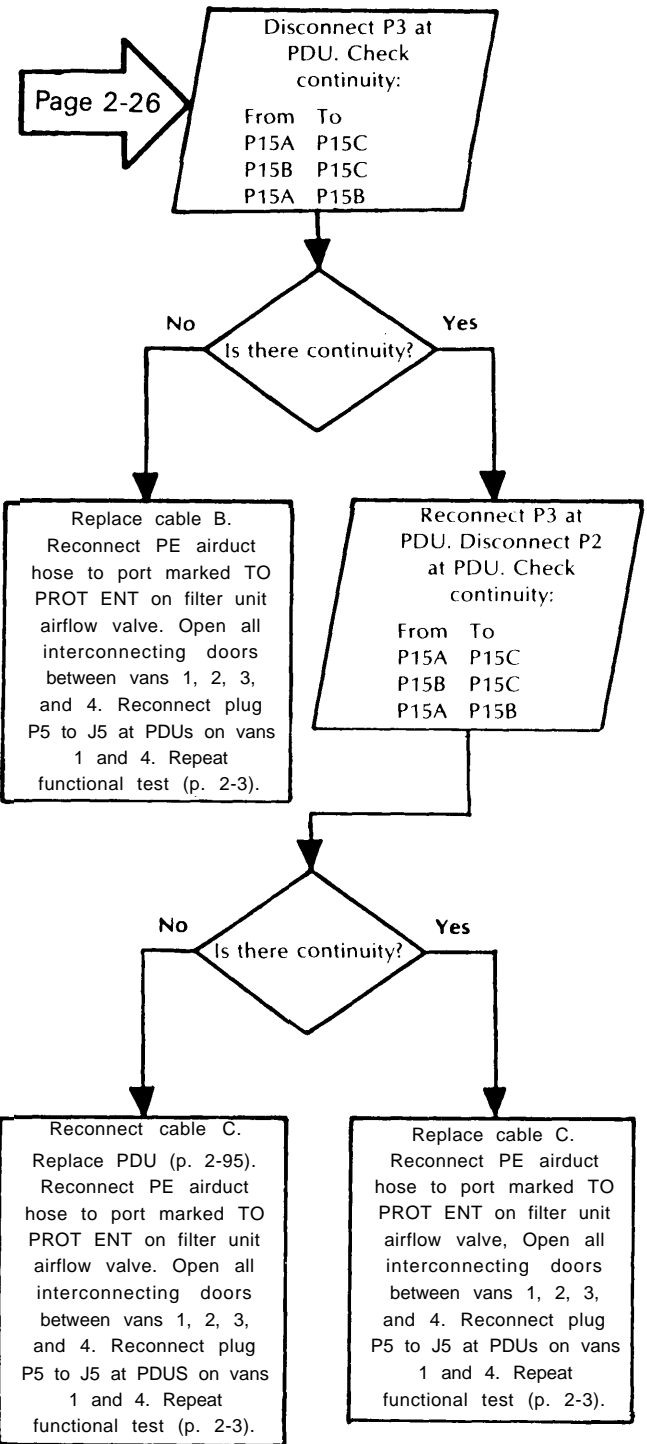 Page 2-26
Disconnect P3 at
PDU. Check
continuity:
From To
P15A P15C
P15B P15C
P15A P15B
No
Yes
Is there continuity?
Replace cable B.
Reconnect PE airduct
hose to port marked TO
PROT ENT on filter unit
airflow valve. Open all
interconnecting doors
between vans 1, 2, 3,
and 4. Reconnect plug
P5 to J5 at PDUs on vans
1 and 4. Repeat
functional test (p. 2-3).
Reconnect P3 at
PDU. Disconnect P2
at PDU. Check
continuity:
From To
P15A P15C
P15B P15C
P15A P15B
No
Yes
Is there continuity?
Reconnect cable C.
Replace PDU (p. 2-95).
Reconnect PE airduct
hose to port marked TO
PROT ENT on filter unit
airflow valve. Open all
interconnecting doors
between vans 1, 2, 3,
and 4. Reconnect plug
P5 to J5 at PDUS on vans
1 and 4. Repeat
functional test (p. 2-3).
Replace cable C.
Reconnect PE airduct
hose to port marked TO
PROT ENT on filter unit
airflow valve, Open all
interconnecting doors
between vans 1, 2, 3,
and 4. Reconnect plug
P5 to J5 at PDUs on vans
1 and 4. Repeat
functional test (p. 2-3).